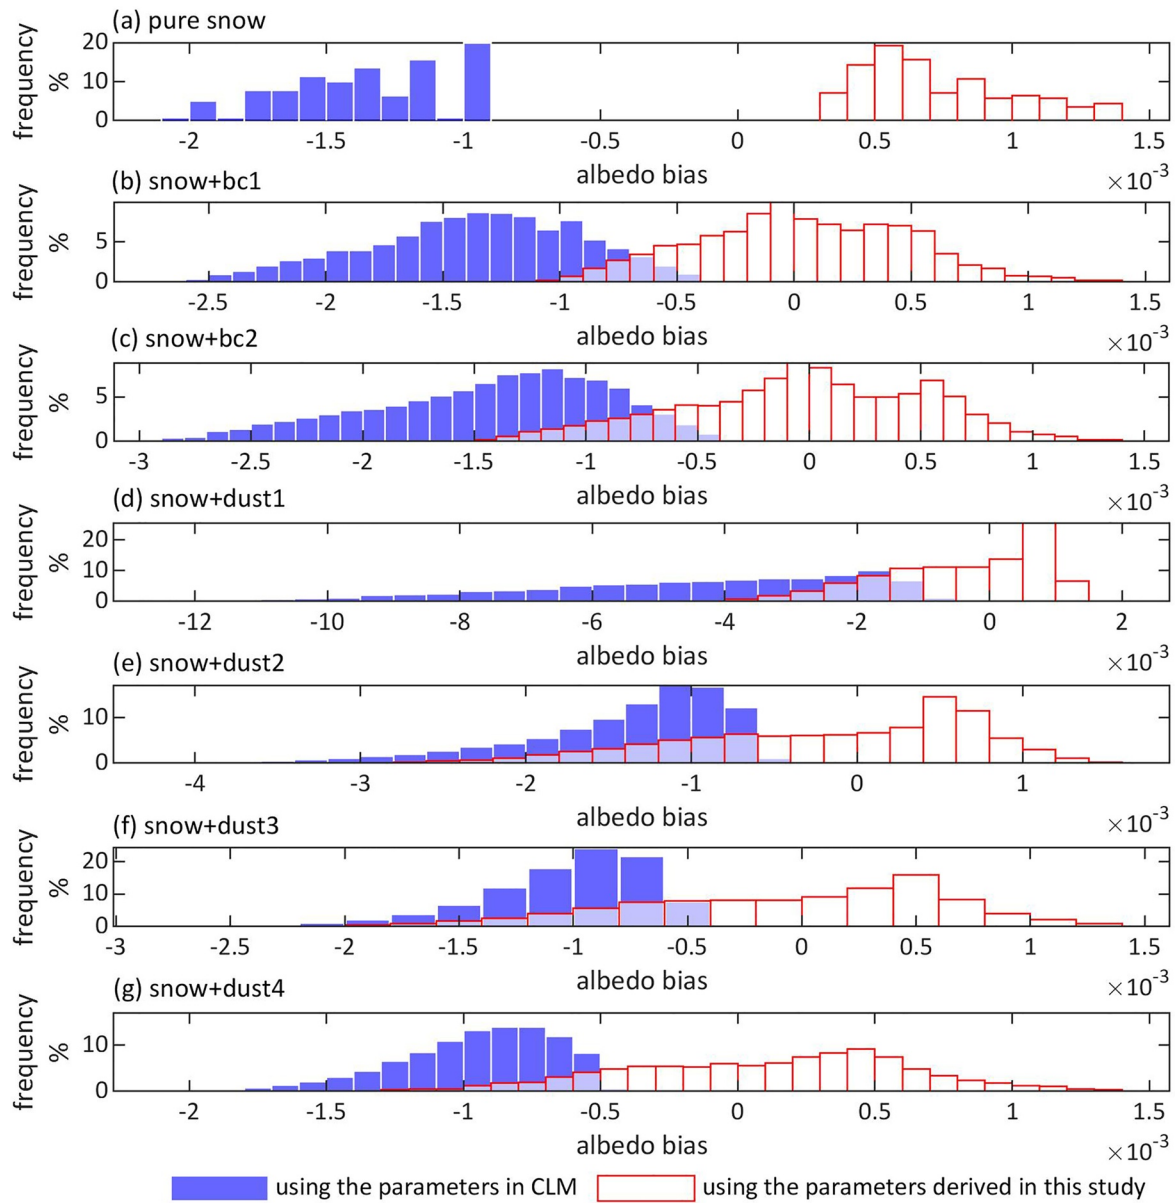 (a) pure snow
frequency
%
20
10
0
-2 -1.5 -1 -0.5 0 0.5 1 1.5
albedo bias
×10⁻³
(b) snow+bc1
frequency
%
5
0
-2.5 -2 -1.5 -1 -0.5 0 0.5 1 1.5
albedo bias
×10⁻³
(c) snow+bc2
frequency
%
5
0
-3 -2.5 -2 -1.5 -1 -0.5 0 0.5 1 1.5
albedo bias
×10⁻³
(d) snow+dust1
frequency
%
20
10
0
-12 -10 -8 -6 -4 -2 0 2
albedo bias
×10⁻³
(e) snow+dust2
frequency
%
10
0
-4 -3 -2 -1 0 1
albedo bias
×10⁻³
(f) snow+dust3
frequency
%
20
10
0
-3 -2.5 -2 -1.5 -1 -0.5 0 0.5 1 1.5
albedo bias
×10⁻³
(g) snow+dust4
frequency
%
10
0
-2 -1.5 -1 -0.5 0 0.5 1 1.5
albedo bias
×10⁻³
using the parameters in CLM
using the parameters derived in this study